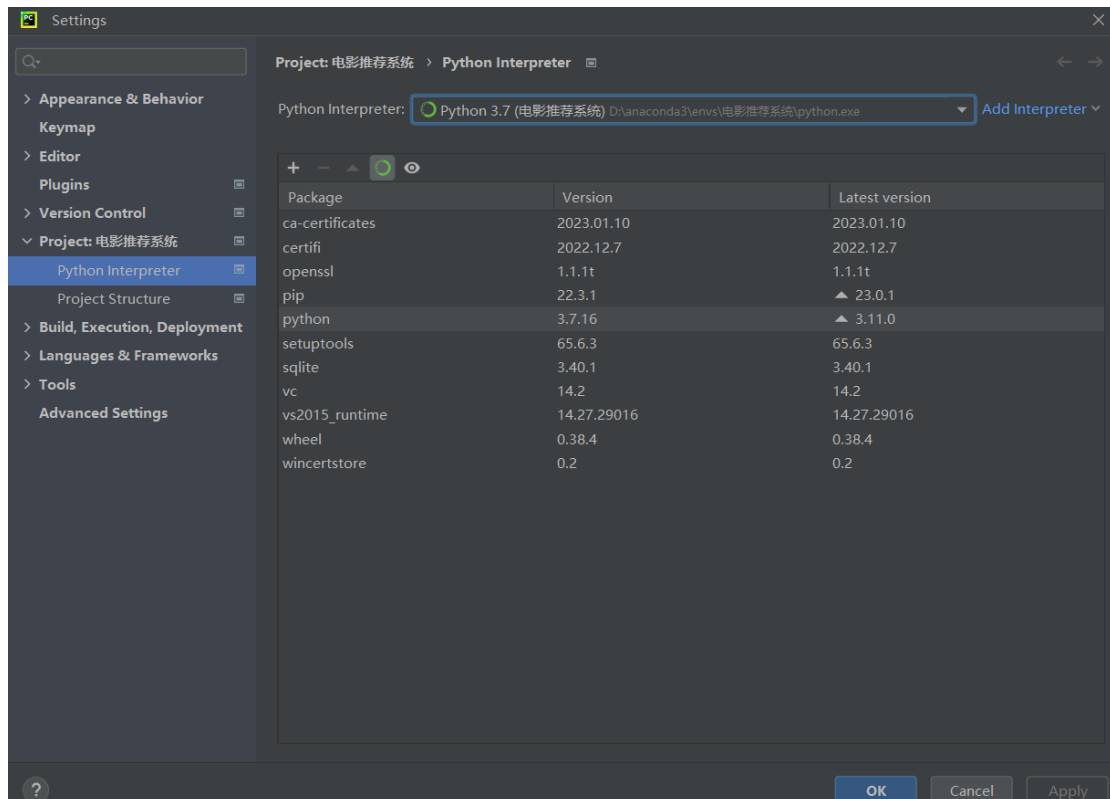 PC Settings
Project: 电影推荐系统 › Python Interpreter
Appearance & Behavior
Keymap
Editor
Plugins
Version Control
Project: 电影推荐系统
Python Interpreter
Project Structure
Build, Execution, Deployment
Languages & Frameworks
Tools
Advanced Settings
Python Interpreter: Python 3.7 (电影推荐系统) D:\anaconda3\envs\电影推荐系统\python.exe Add Interpreter
Package Version Latest version
ca-certificates 2023.01.10 2023.01.10
certifi 2022.12.7 2022.12.7
openssl 1.1.1t 1.1.1t
pip 22.3.1 23.0.1
python 3.7.16 3.11.0
setuptools 65.6.3 65.6.3
sqlite 3.40.1 3.40.1
vc 14.2 14.2
vs2015_runtime 14.27.29016 14.27.29016
wheel 0.38.4 0.38.4
wincertstore 0.2 0.2
? OK Cancel Apply